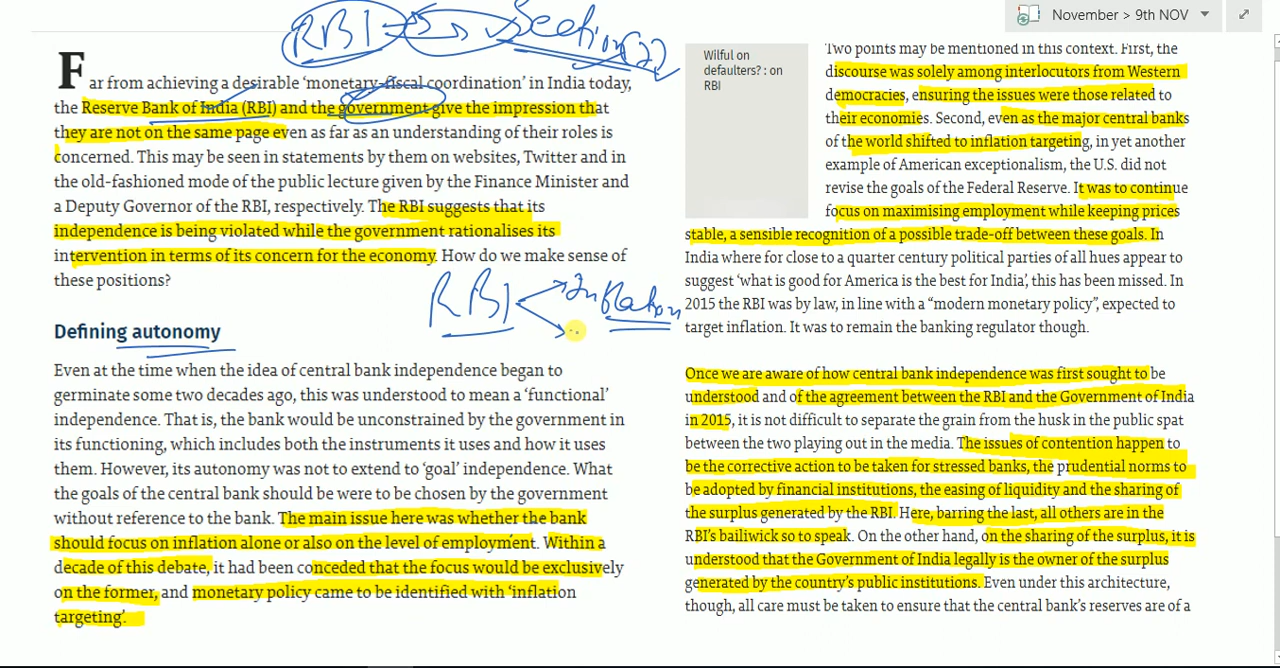 November > 9th NOV
RBI
Section
Far from achieving a desirable ‘monetary-fiscal coordination’ in India today,
the Reserve Bank of India (RBI) and the government give the impression that
they are not on the same page even as far as an understanding of their roles is
concerned. This may be seen in statements by them on websites, Twitter and in
the old-fashioned mode of the public lecture given by the Finance Minister and
a Deputy Governor of the RBI, respectively. The RBI suggests that its
independence is being violated while the government rationalises its
intervention in terms of its concern for the economy. How do we make sense of
these positions?
RBI
Inflation
Defining autonomy
Even at the time when the idea of central bank independence began to
germinate some two decades ago, this was understood to mean a ‘functional’
independence. That is, the bank would be unconstrained by the government in
its functioning, which includes both the instruments it uses and how it uses
them. However, its autonomy was not to extend to ‘goal’ independence. What
the goals of the central bank should be were to be chosen by the government
without reference to the bank. The main issue here was whether the bank
should focus on inflation alone or also on the level of employment. Within a
decade of this debate, it had been conceded that the focus would be exclusively
on the former, and monetary policy came to be identified with ‘inflation
targeting’.
Wilful on
defaulters? : on
RBI
Two points may be mentioned in this context. First, the
discourse was solely among interlocutors from Western
democracies, ensuring the issues were those related to
their economies. Second, even as the major central banks
of the world shifted to inflation targeting, in yet another
example of American exceptionalism, the U.S. did not
revise the goals of the Federal Reserve. It was to continue
focus on maximising employment while keeping prices
stable, a sensible recognition of a possible trade-off between these goals. In
India where for close to a quarter century political parties of all hues appear to
suggest ‘what is good for America is the best for India’, this has been missed. In
2015 the RBI was by law, in line with a “modern monetary policy”, expected to
target inflation. It was to remain the banking regulator though.
Once we are aware of how central bank independence was first sought to be
understood and of the agreement between the RBI and the Government of India
in 2015, it is not difficult to separate the grain from the husk in the public spat
between the two playing out in the media. The issues of contention happen to
be the corrective action to be taken for stressed banks, the prudential norms to
be adopted by financial institutions, the easing of liquidity and the sharing of
the surplus generated by the RBI. Here, barring the last, all others are in the
RBI’s bailiwick so to speak. On the other hand, on the sharing of the surplus, it is
understood that the Government of India legally is the owner of the surplus
generated by the country’s public institutions. Even under this architecture,
though, all care must be taken to ensure that the central bank’s reserves are of a